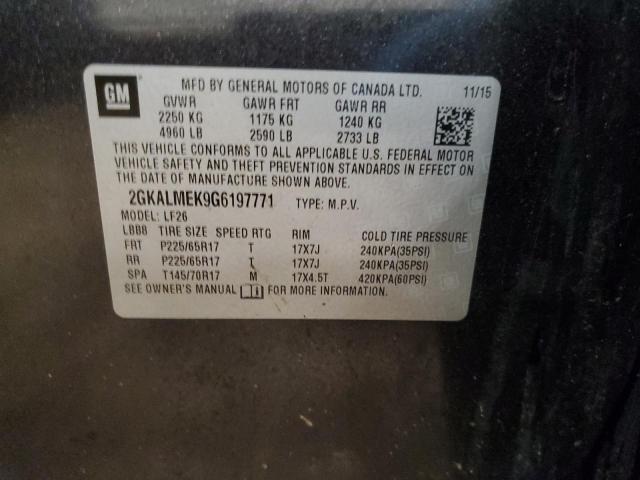 GM
MFD BY GENERAL MOTORS OF CANADA LTD. 11/15
GVWR GAWR FRT GAWR RR
2250 KG 1175 KG 1240 KG
4960 LB 2590 LB 2733 LB
THIS VEHICLE CONFORMS TO ALL APPLICABLE U.S. FEDERAL MOTOR
VEHICLE SAFETY AND THEFT PREVENTION STANDARDS IN EFFECT ON
THE DATE OF MANUFACTURE SHOWN ABOVE.
2GKALMEK9G6197771 TYPE: M.P.V.
MODEL: LF26
LBBB TIRE SIZE SPEED RTG RIM COLD TIRE PRESSURE
FRT P225/65R17 T 17X7J 240KPA(35PSI)
RR P225/65R17 T 17X7J 240KPA(35PSI)
SPA T145/70R17 M 17X4.5T 420KPA(60PSI)
SEE OWNER'S MANUAL FOR MORE INFORMATION.